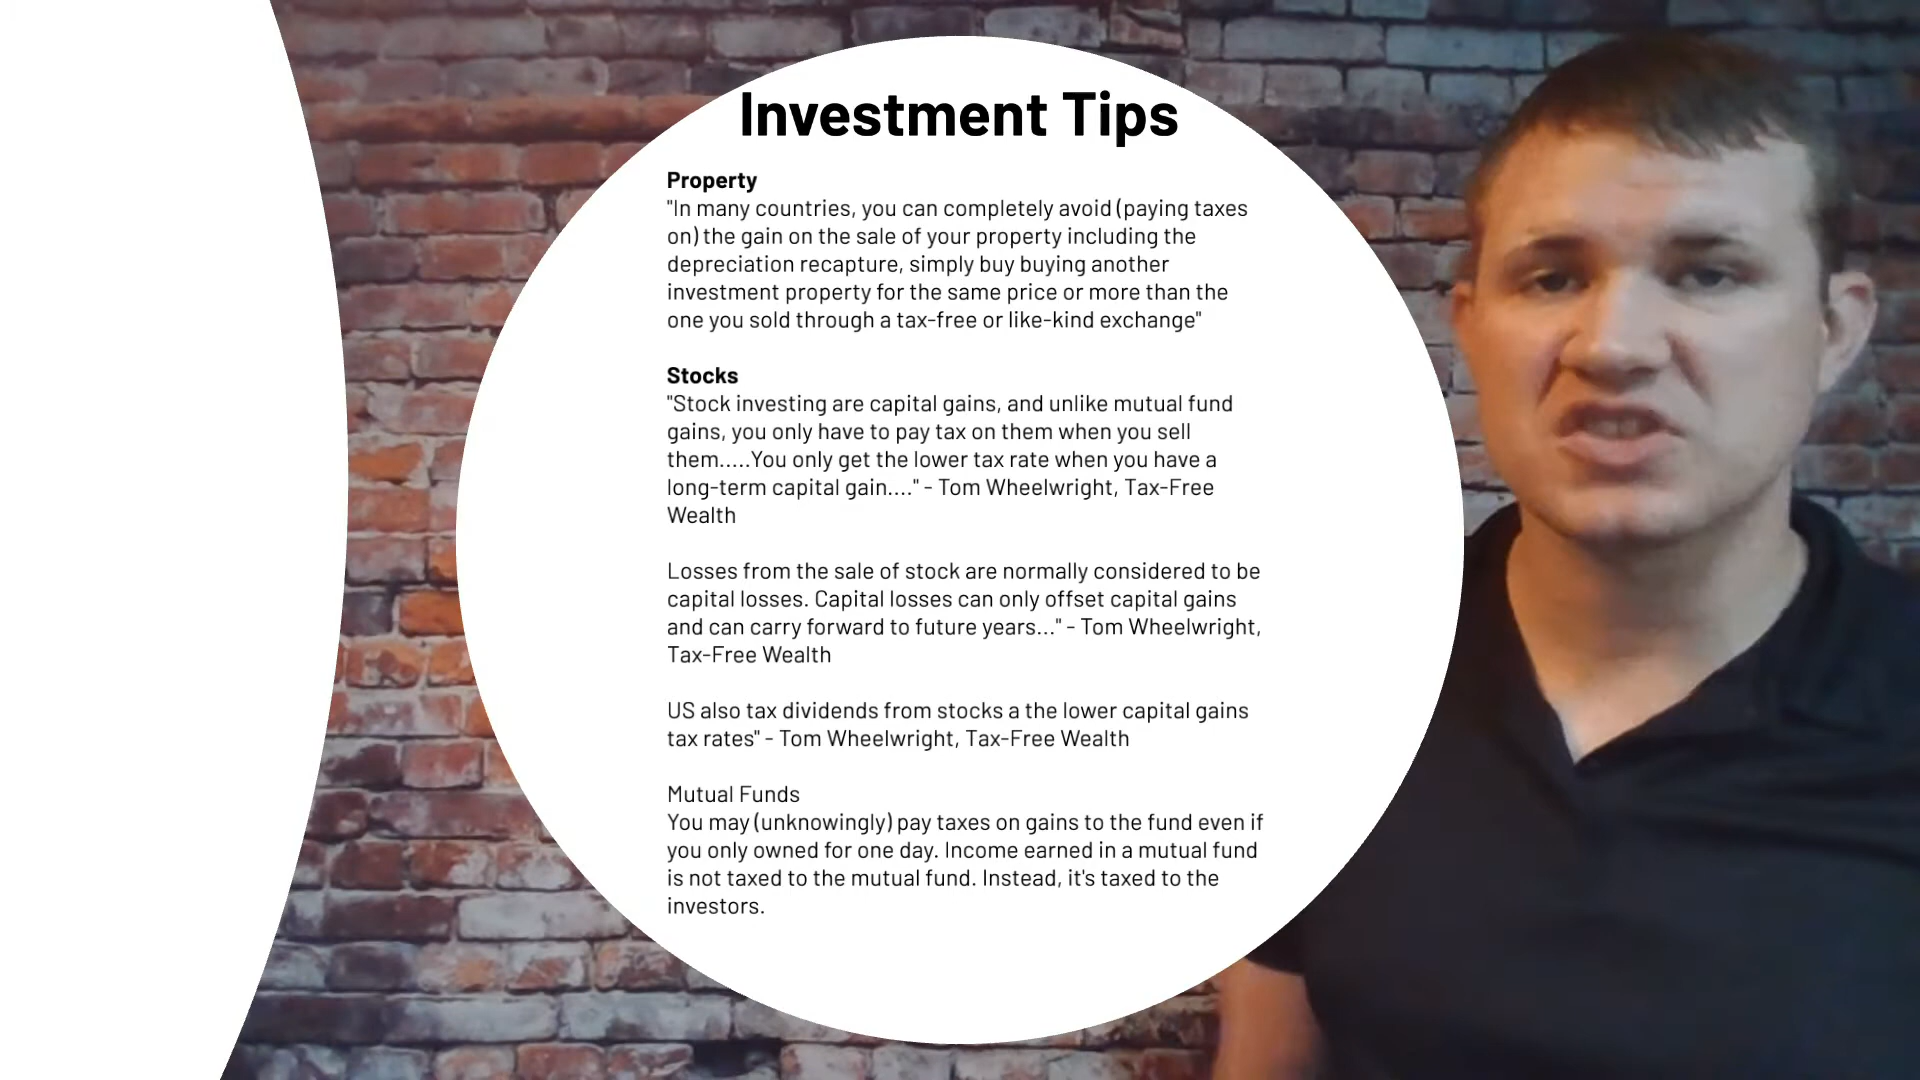 Investment Tips
Property
"In many countries, you can completely avoid (paying taxes
on) the gain on the sale of your property including the
depreciation recapture, simply buy buying another
investment property for the same price or more than the
one you sold through a tax-free or like-kind exchange"
Stocks
"Stock investing are capital gains, and unlike mutual fund
gains, you only have to pay tax on them when you sell
them.....You only get the lower tax rate when you have a
long-term capital gain...." - Tom Wheelwright, Tax-Free
Wealth
Losses from the sale of stock are normally considered to be
capital losses. Capital losses can only offset capital gains
and can carry forward to future years..." - Tom Wheelwright,
Tax-Free Wealth
US also tax dividends from stocks a the lower capital gains
tax rates" - Tom Wheelwright, Tax-Free Wealth
Mutual Funds
You may (unknowingly) pay taxes on gains to the fund even if
you only owned for one day. Income earned in a mutual fund
is not taxed to the mutual fund. Instead, it's taxed to the
investors.